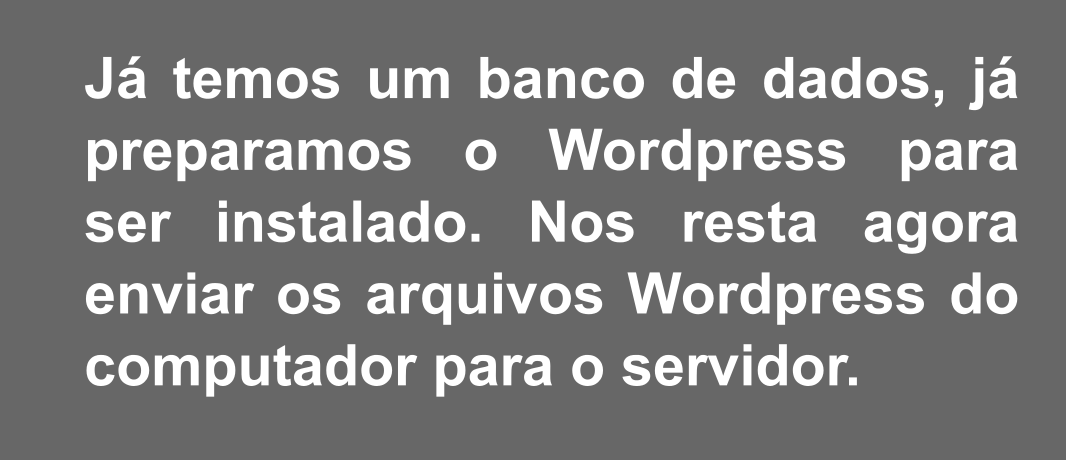 Já temos um banco de dados, já
preparamos o Wordpress para
ser instalado. Nos resta agora
enviar os arquivos Wordpress do
computador para o servidor.